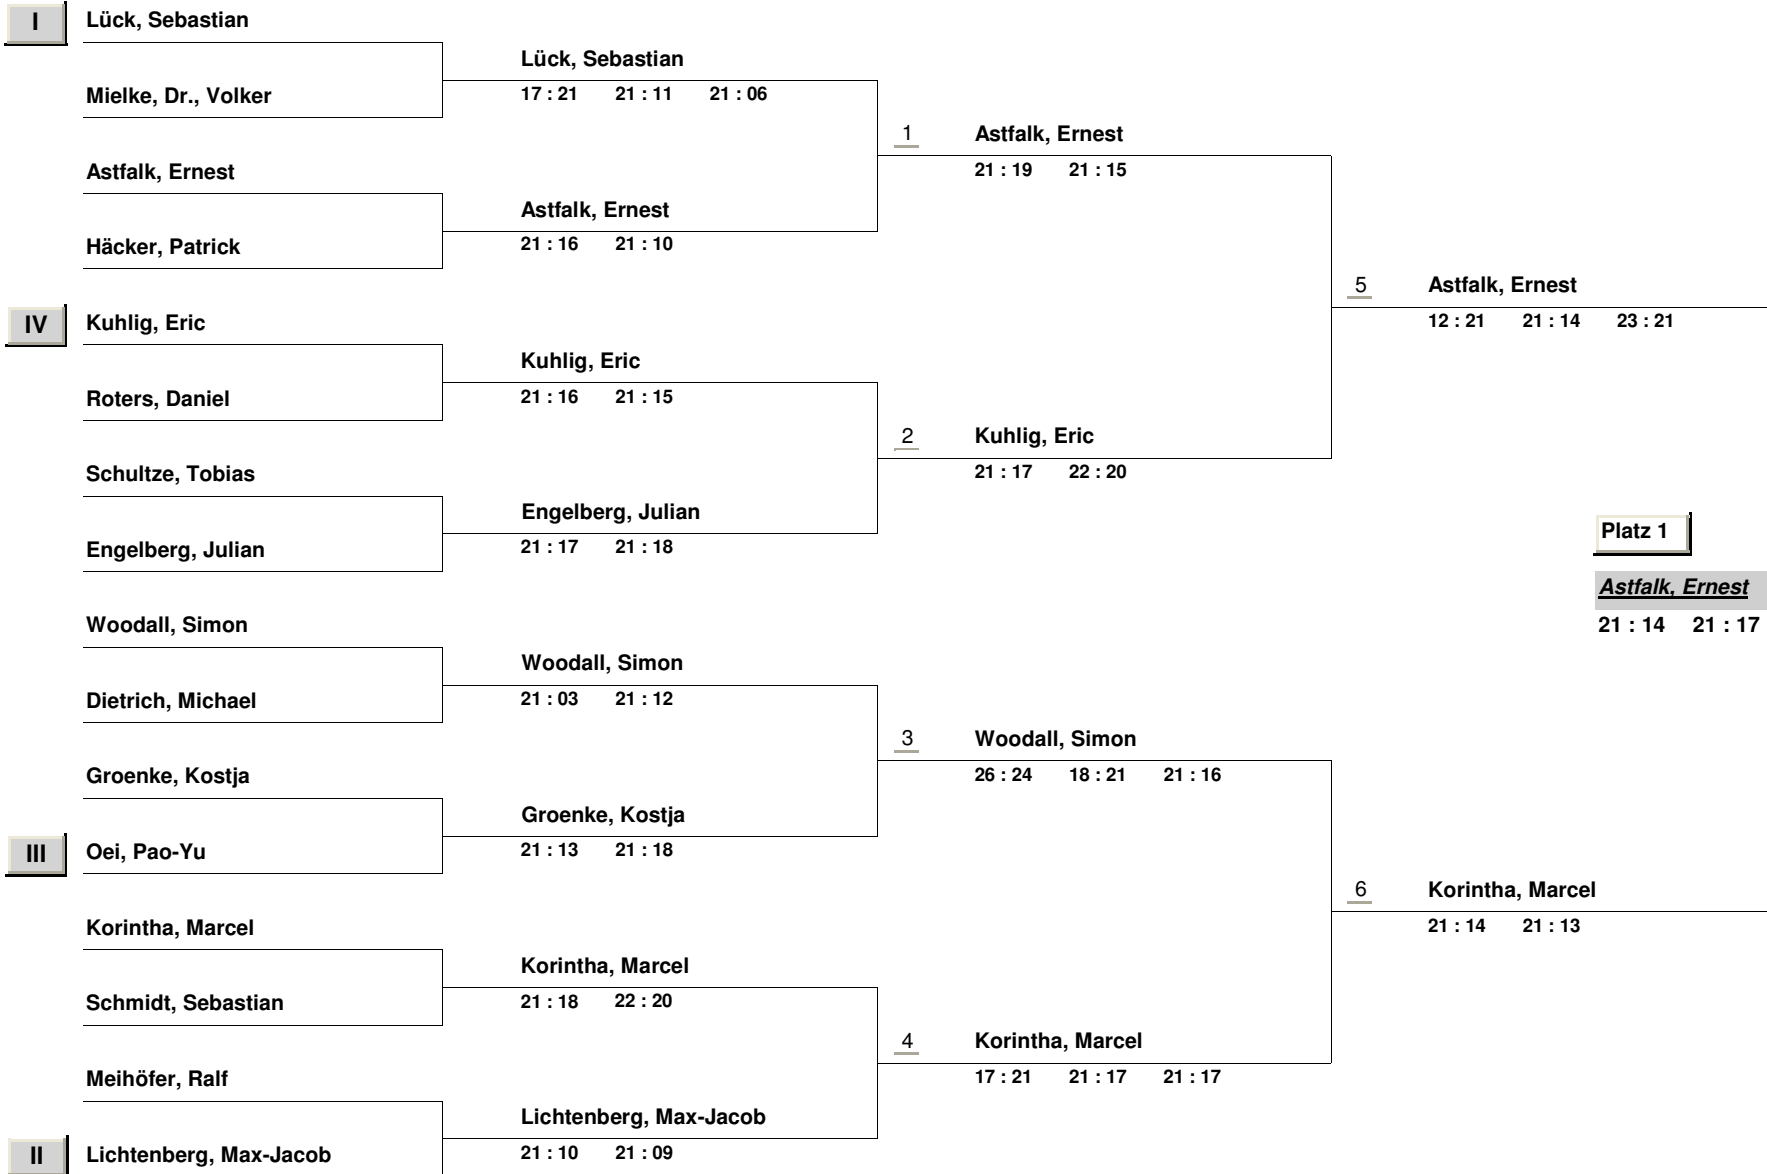 I Lück, Sebastian
Lück, Sebastian
Mielke, Dr., Volker
17 : 21 21 : 11 21 : 06
1 Astfalk, Ernest
Astfalk, Ernest
21 : 19 21 : 15
Astfalk, Ernest
Häcker, Patrick
21 : 16 21 : 10
5 Astfalk, Ernest
IV Kuhlig, Eric
12 : 21 21 : 14 23 : 21
Kuhlig, Eric
Roters, Daniel
21 : 16 21 : 15
2 Kuhlig, Eric
Schultze, Tobias
21 : 17 22 : 20
Engelberg, Julian
Platz 1
Engelberg, Julian
21 : 17 21 : 18
Astfalk, Ernest
Woodall, Simon
21 : 14 21 : 17
Woodall, Simon
Dietrich, Michael
21 : 03 21 : 12
3 Woodall, Simon
Groenke, Kostja
26 : 24 18 : 21 21 : 16
Groenke, Kostja
III Oei, Pao-Yu
21 : 13 21 : 18
6 Korintha, Marcel
Korintha, Marcel
21 : 14 21 : 13
Korintha, Marcel
Schmidt, Sebastian
21 : 18 22 : 20
4 Korintha, Marcel
Meihöfer, Ralf
17 : 21 21 : 17 21 : 17
Lichtenberg, Max-Jacob
II Lichtenberg, Max-Jacob
21 : 10 21 : 09